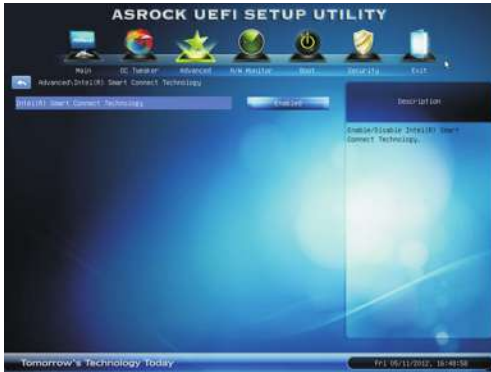 ASROCK UEFI SETUP UTILITY
Main OC Tweaker Advanced H/W Monitor Boot Security Exit
Advanced\Intel(R) Smart Connect Technology
Intel(R) Smart Connect Technology Enabled
Description
Enable/Disable Intel(R) Smart
Connect Technology.
Tomorrow's Technology Today
Fri 05/11/2012, 16:48:58